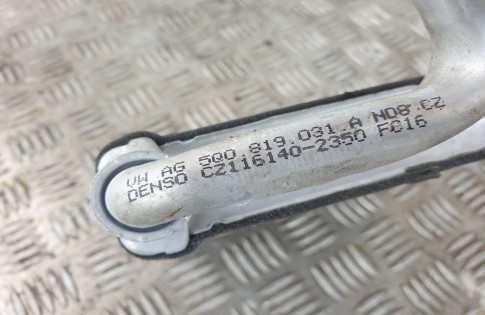 VW AG 5Q0 819.031.A ND8 CZ
DENSO CZ116140-2350 FC16